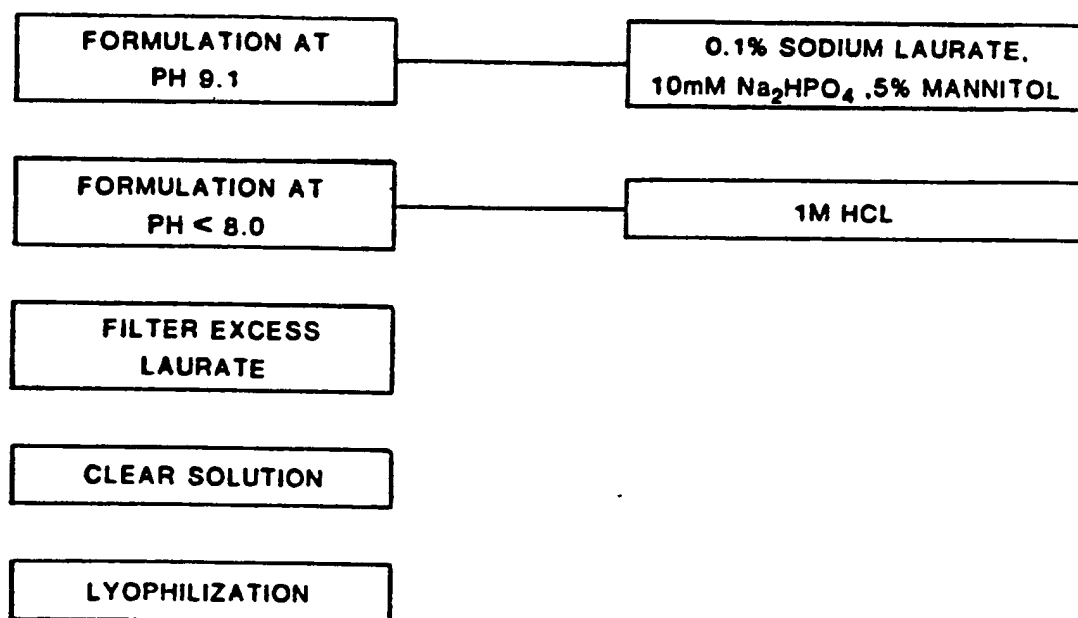 FORMULATION AT
PH 9.1
0.1% SODIUM LAURATE,
10mM Na₂HPO₄ .5% MANNITOL
FORMULATION AT
PH < 8.0
1M HCL
FILTER EXCESS
LAURATE
CLEAR SOLUTION
LYOPHILIZATION